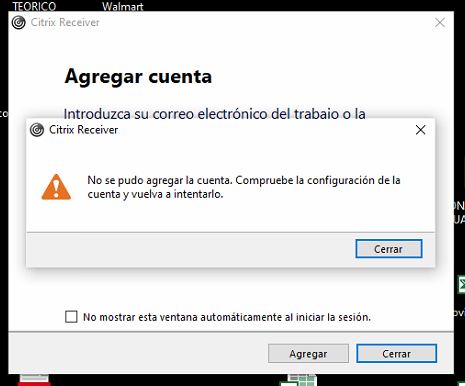 TEORICO
Walmart
Citrix Receiver
Agregar cuenta
Introduzca su correo electrónico del trabajo o la
Citrix Receiver
No se pudo agregar la cuenta. Compruebe la configuración de la
cuenta y vuelva a intentarlo.
Cerrar
No mostrar esta ventana automáticamente al iniciar la sesión.
Agregar
Cerrar